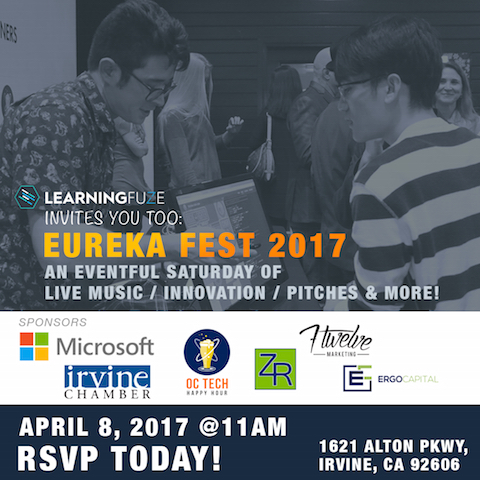 NERS
LEARNINGFUZE
INVITES YOU TOO:
EUREKA FEST 2017
AN EVENTFUL SATURDAY OF
LIVE MUSIC / INNOVATION / PITCHES & MORE!
SPONSORS
Microsoft
irvine
CHAMBER
OC TECH
HAPPY HOUR
ZR
7twelve
MARKETING
ERGOCAPITAL
APRIL 8, 2017 @11AM
RSVP TODAY!
1621 ALTON PKWY,
IRVINE, CA 92606